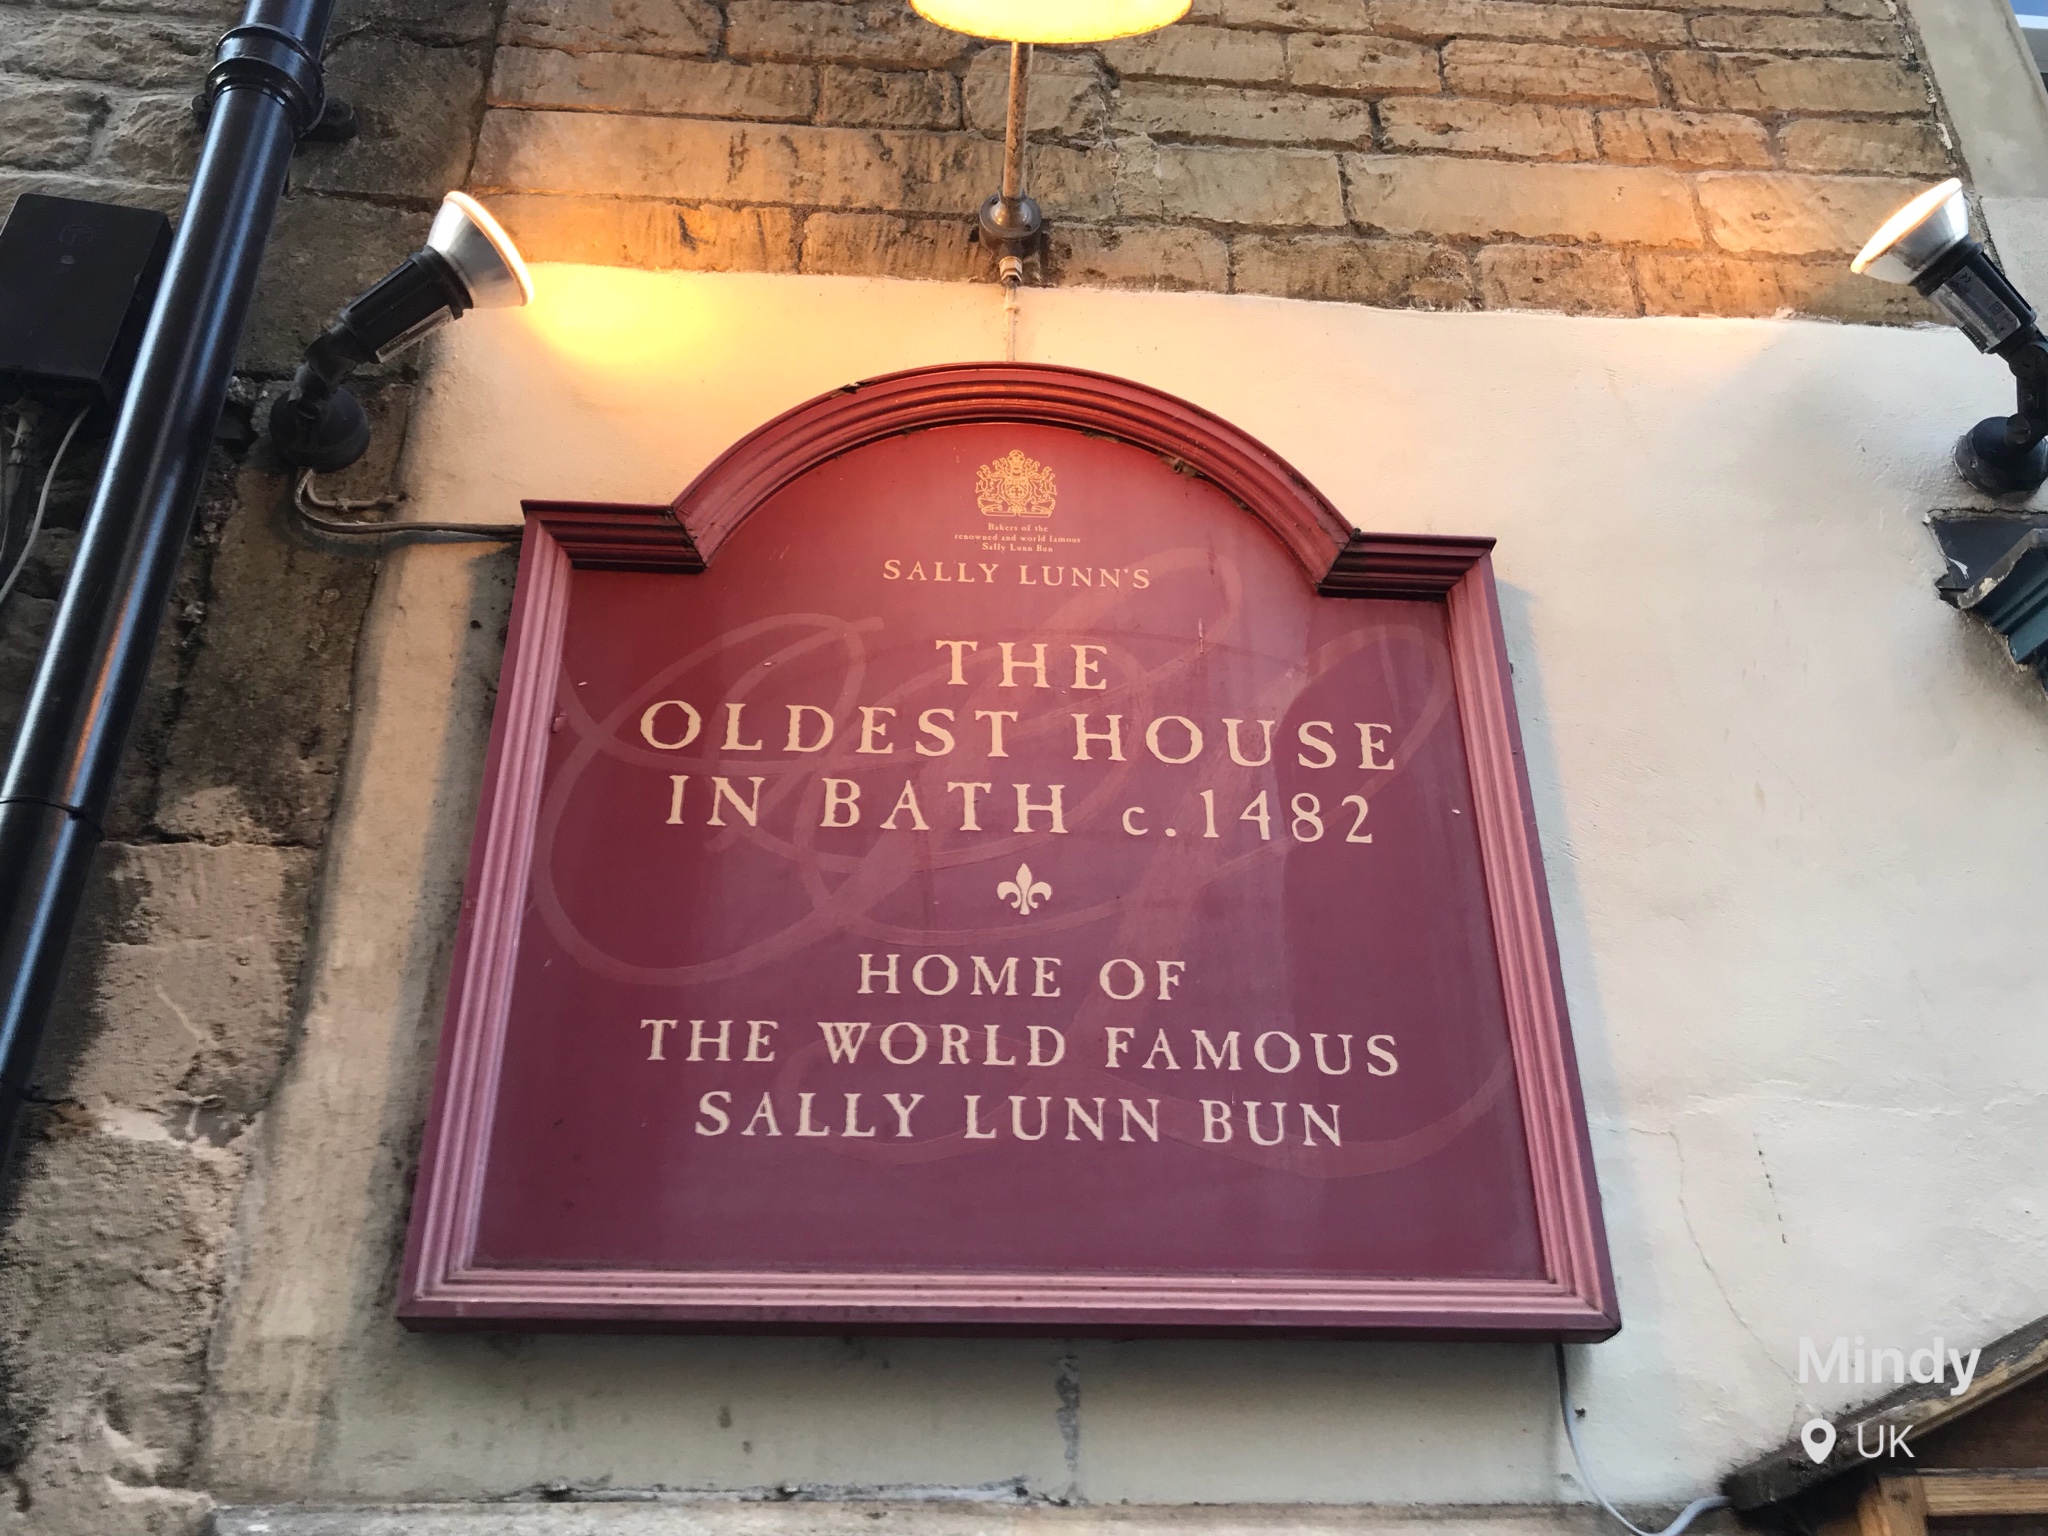 Bakers of the
renowned and world famous
Sally Lunn Bun
SALLY LUNN'S
THE
OLDEST HOUSE
IN BATH c.1482
HOME OF
THE WORLD FAMOUS
SALLY LUNN BUN
Mindy
UK